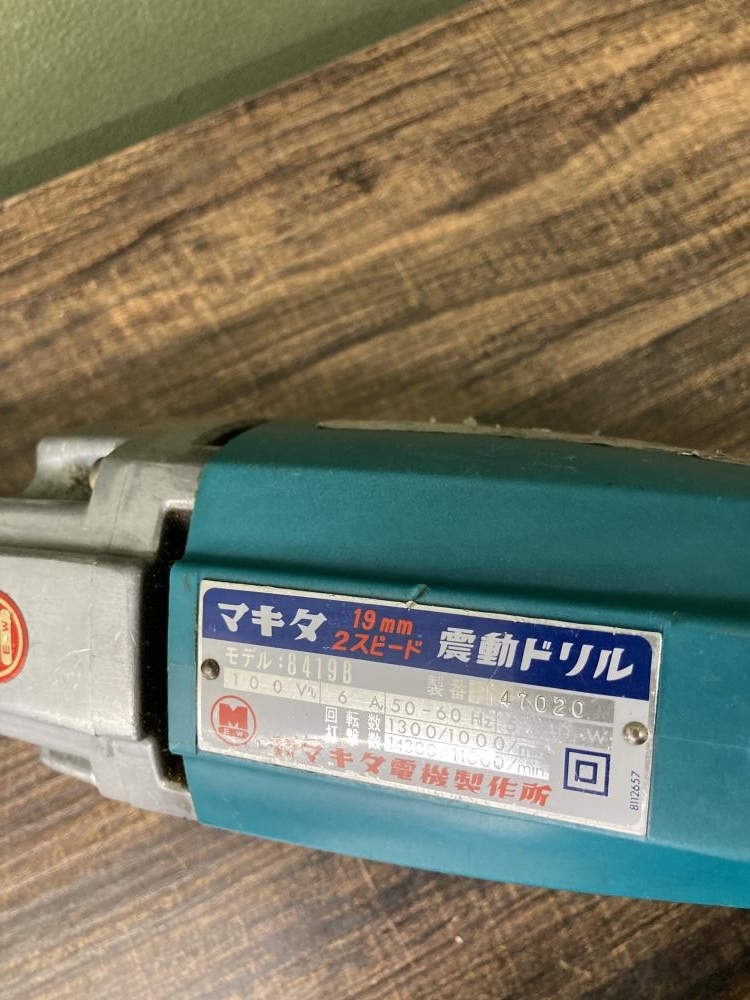 マキタ 19mm 2スピード 震動ドリル
モデル:8419B 製番 47020
100V 6A 50-60Hz W
回転数 1300/1000/min
打撃数 /min
M
E-W
マキタ電機製作所
8112657
E-W